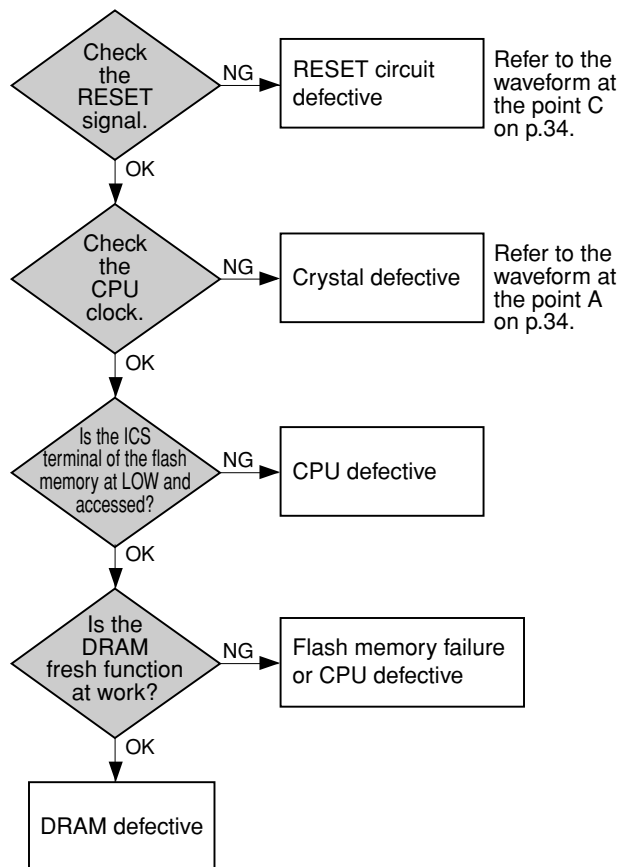 Check
the
RESET
signal.
NG
RESET circuit
defective
Refer to the
waveform at
the point C
on p.34.
OK
Check
the
CPU
clock.
NG
Crystal defective
Refer to the
waveform at
the point A
on p.34.
OK
Is the ICS
terminal of the flash
memory at LOW and
accessed?
NG
CPU defective
OK
Is the
DRAM
fresh function
at work?
NG
Flash memory failure
or CPU defective
OK
DRAM defective